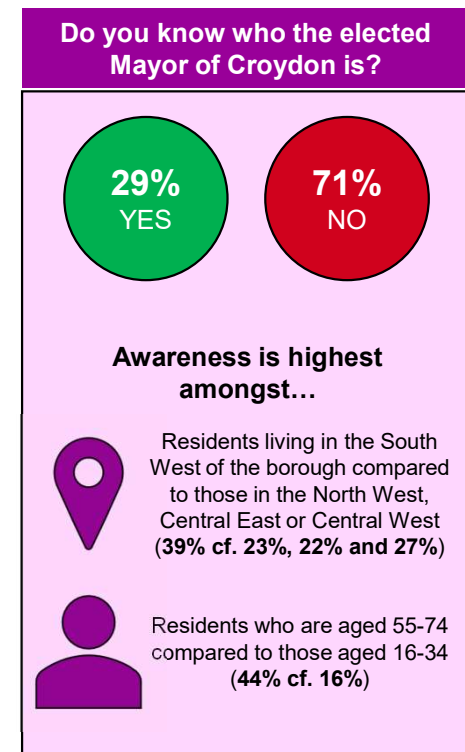 Do you know who the elected
Mayor of Croydon is?
29%
YES
71%
NO
Awareness is highest
amongst…
Residents living in the South
West of the borough compared
to those in the North West,
Central East or Central West
(39% cf. 23%, 22% and 27%)
Residents who are aged 55-74
compared to those aged 16-34
(44% cf. 16%)